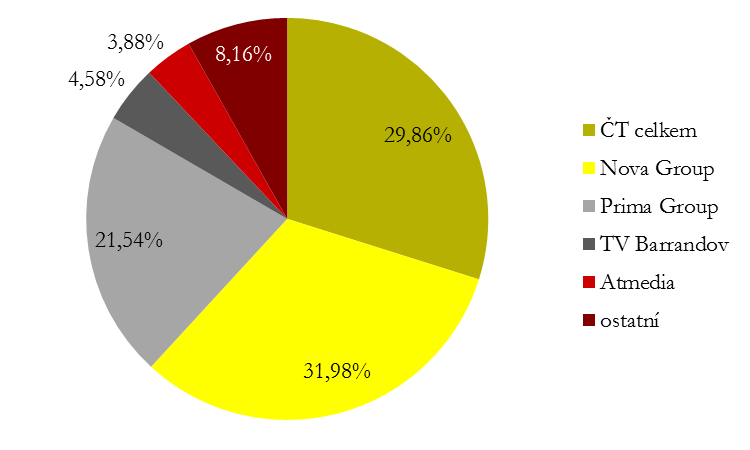 3,88%
8,16%
4,58%
29,86%
21,54%
31,98%
ČT celkem
Nova Group
Prima Group
TV Barrandov
Atmedia
ostatní